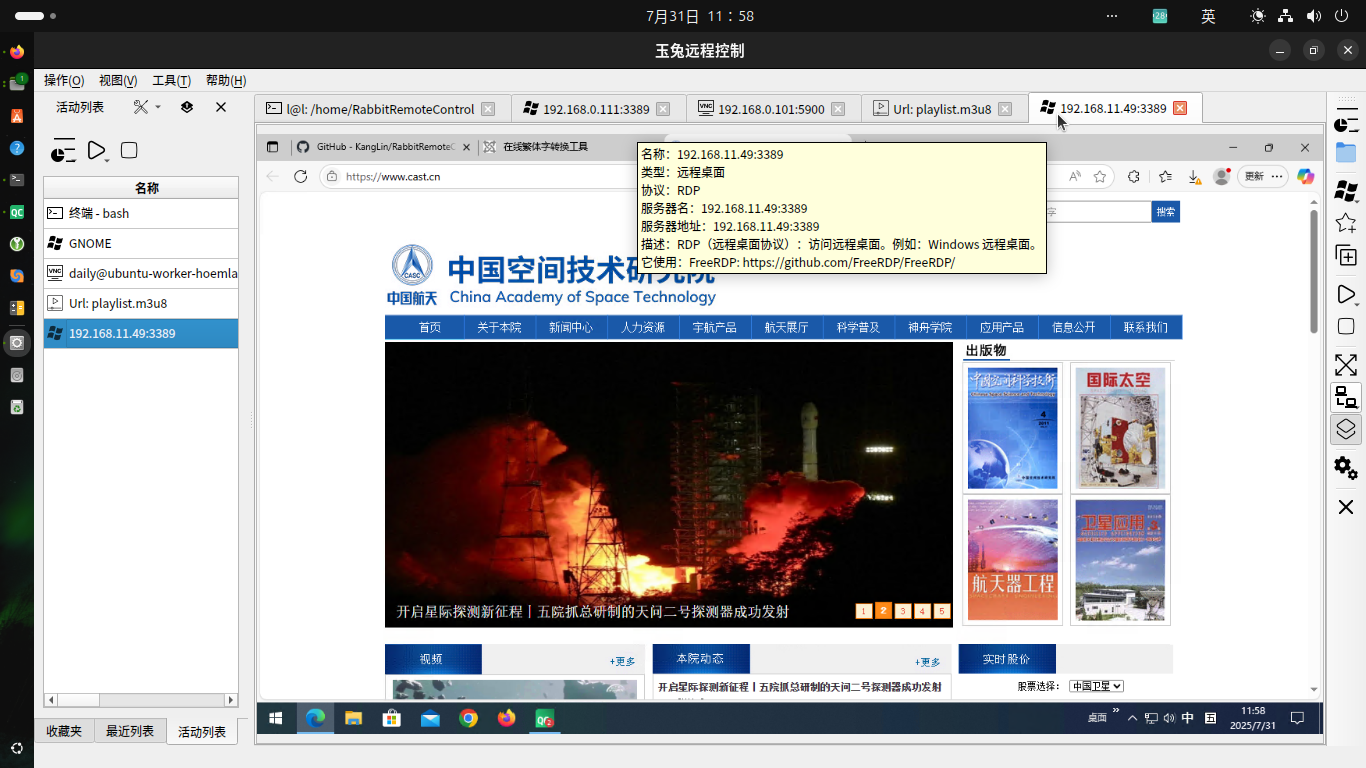 7月31日 11：58
28
英
玉兔远程控制
操作(O) 视图(V) 工具(T) 帮助(H)
活动列表
l@l: /home/RabbitRemoteControl
192.168.0.111:3389
192.168.0.101:5900
Url: playlist.m3u8
192.168.11.49:3389
名称
终端 - bash
GNOME
daily@ubuntu-worker-hoemla
Url: playlist.m3u8
192.168.11.49:3389
收藏夹 最近列表 活动列表
GitHub - KangLin/RabbitRemoteC
在线繁体字转换工具
https://www.cast.cn
更新
名称：192.168.11.49:3389
类型：远程桌面
协议：RDP
服务器名：192.168.11.49:3389
服务器地址：192.168.11.49:3389
描述：RDP（远程桌面协议）：访问远程桌面。例如：Windows 远程桌面。
它使用：FreeRDP: https://github.com/FreeRDP/FreeRDP/
字 搜索
CASC
中国航天
中国空间技术研究院
China Academy of Space Technology
首页 关于本院 新闻中心 人力资源 宇航产品 航天展厅 科学普及 神舟学院 应用产品 信息公开 联系我们
出版物
中国空间科学技术
4
2011
国际太空
航天器工程
卫星应用
开启星际探测新征程丨五院抓总研制的天问二号探测器成功发射
1 2 3 4 5
视频 +更多
本院动态 +更多
实时股价
开启星际探测新征程丨五院抓总研制的天问二号探测器成功发射
股票选择： 中国卫星
桌面
中
五
11:58
2025/7/31